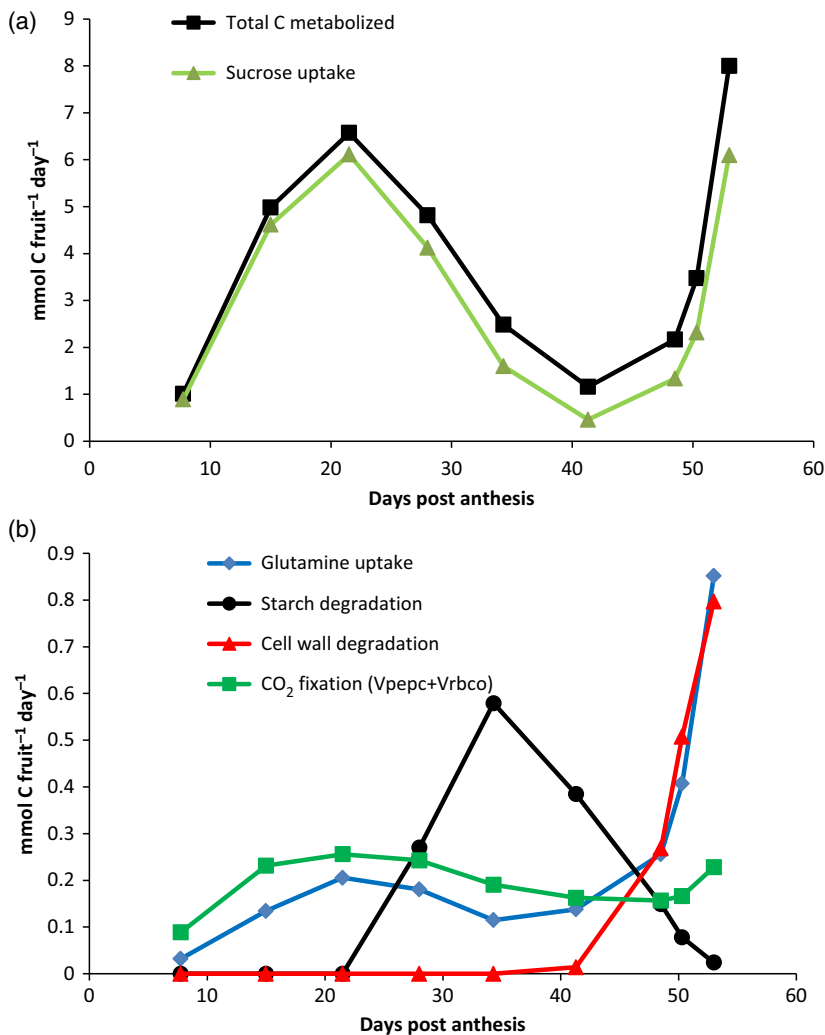 (a)
Total C metabolized
Sucrose uptake
mmol C fruit⁻¹ day⁻¹
9
8
7
6
5
4
3
2
1
0
0 10 20 30 40 50 60
Days post anthesis
(b)
Glutamine uptake
Starch degradation
Cell wall degradation
CO₂ fixation (Vpepc+Vrbco)
mmol C fruit⁻¹ day⁻¹
0.9
0.8
0.7
0.6
0.5
0.4
0.3
0.2
0.1
0
0 10 20 30 40 50 60
Days post anthesis